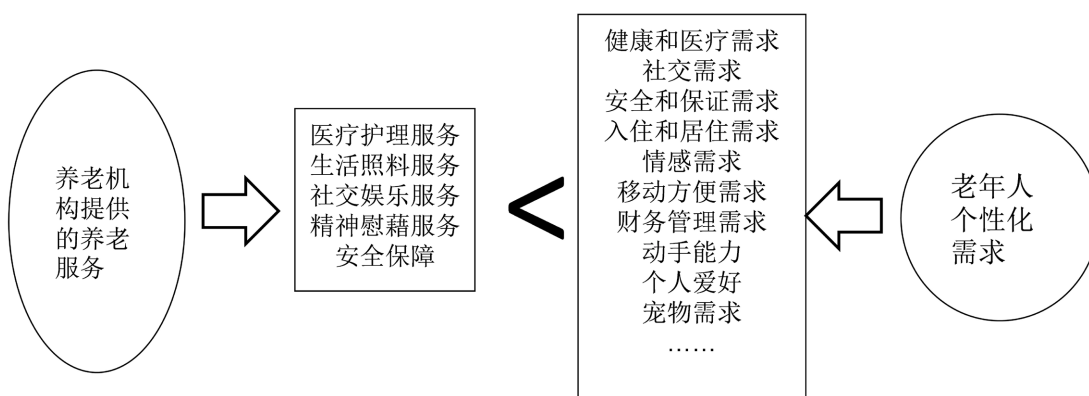 养老机
构提供
的养老
服务
医疗护理服务
生活照料服务
社交娱乐服务
精神慰藉服务
安全保障
<
健康和医疗需求
社交需求
安全和保证需求
入住和居住需求
情感需求
移动方便需求
财务管理需求
动手能力
个人爱好
宠物需求
……
老年人
个性化
需求